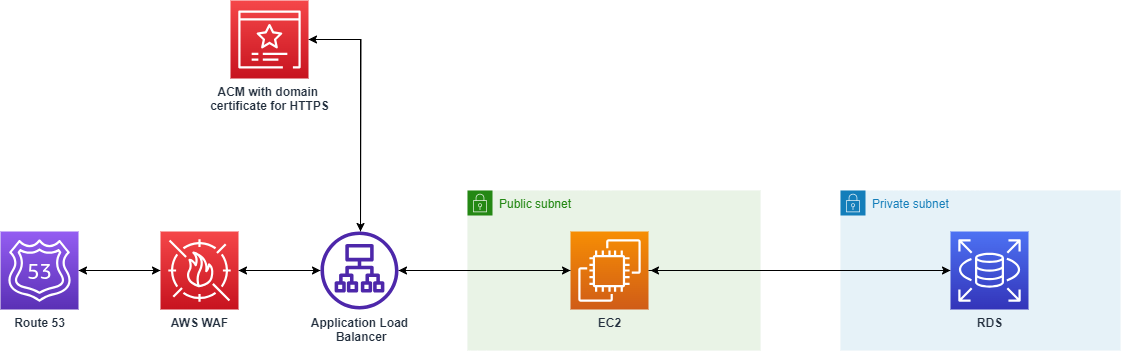 ACM with domain
certificate for HTTPS
Public subnet
Private subnet
53
Route 53
AWS WAF
Application Load
Balancer
EC2
RDS